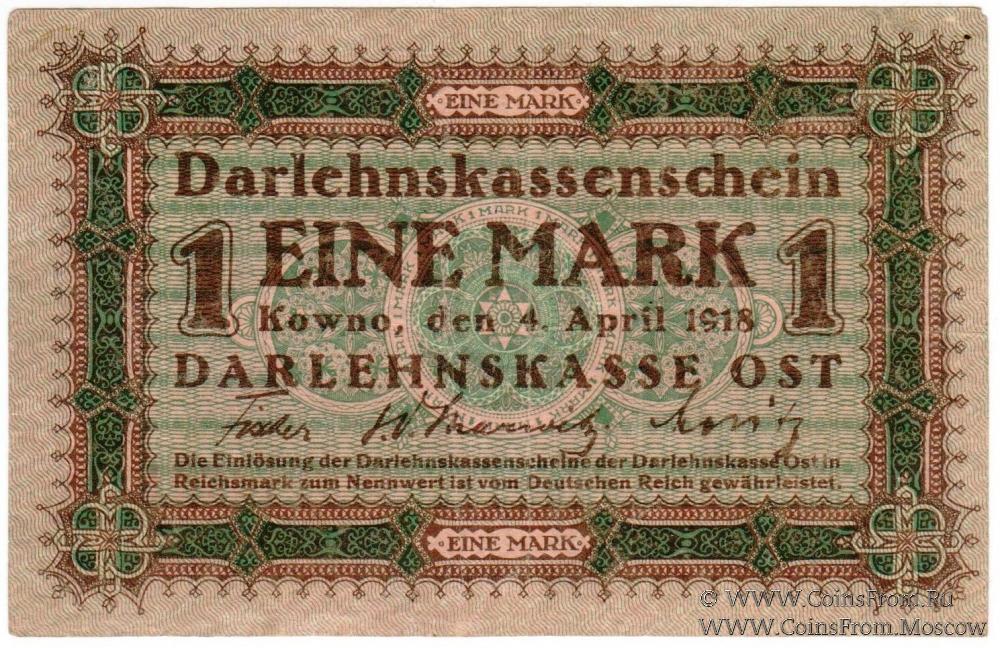 EINE MARK
Darlehnskassenschein
1 EINE MARK 1
Kowno, den 4. April 1918
DARLEHNSKASSE OST
Die Einlösung der Darlehnskassenscheine der Darlehnskasse Ost in
Reichsmark zum Nennwert ist vom Deutschen Reich gewährleistet.
EINE MARK
© WWW.COINSFROM.RU
WWW.COINSFROM.MOSCOW